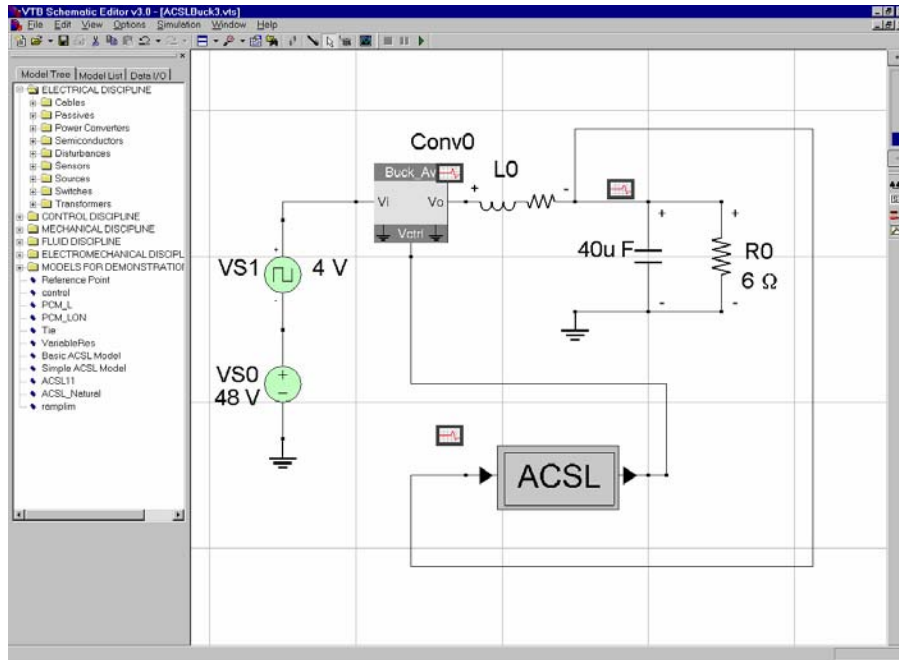 VTB Schematic Editor v3.0 - [ACSLBuck3.vts]
File Edit View Options Simulation Window Help
Model Tree Model List Data I/O
ELECTRICAL DISCIPLINE
Cables
Passives
Power Converters
Semiconductors
Disturbances
Sensors
Sources
Switches
Transformers
CONTROL DISCIPLINE
MECHANICAL DISCIPLINE
FLUID DISCIPLINE
ELECTROMECHANICAL DISCIPL
MODELS FOR DEMONSTRATIO
Reference Point
control
PCM_L
PCM_LON
Tie
VariableRes
Basic ACSL Model
Simple ACSL Model
ACSL11
ACSL_Natural
ramplim
Conv0
Buck_Av
L0
+ -
Vi Vo
Vctrl
VS1 4 V
+
-
VS0
48 V
+
-
40u F
+
-
R0
6 Ω
+
-
ACSL